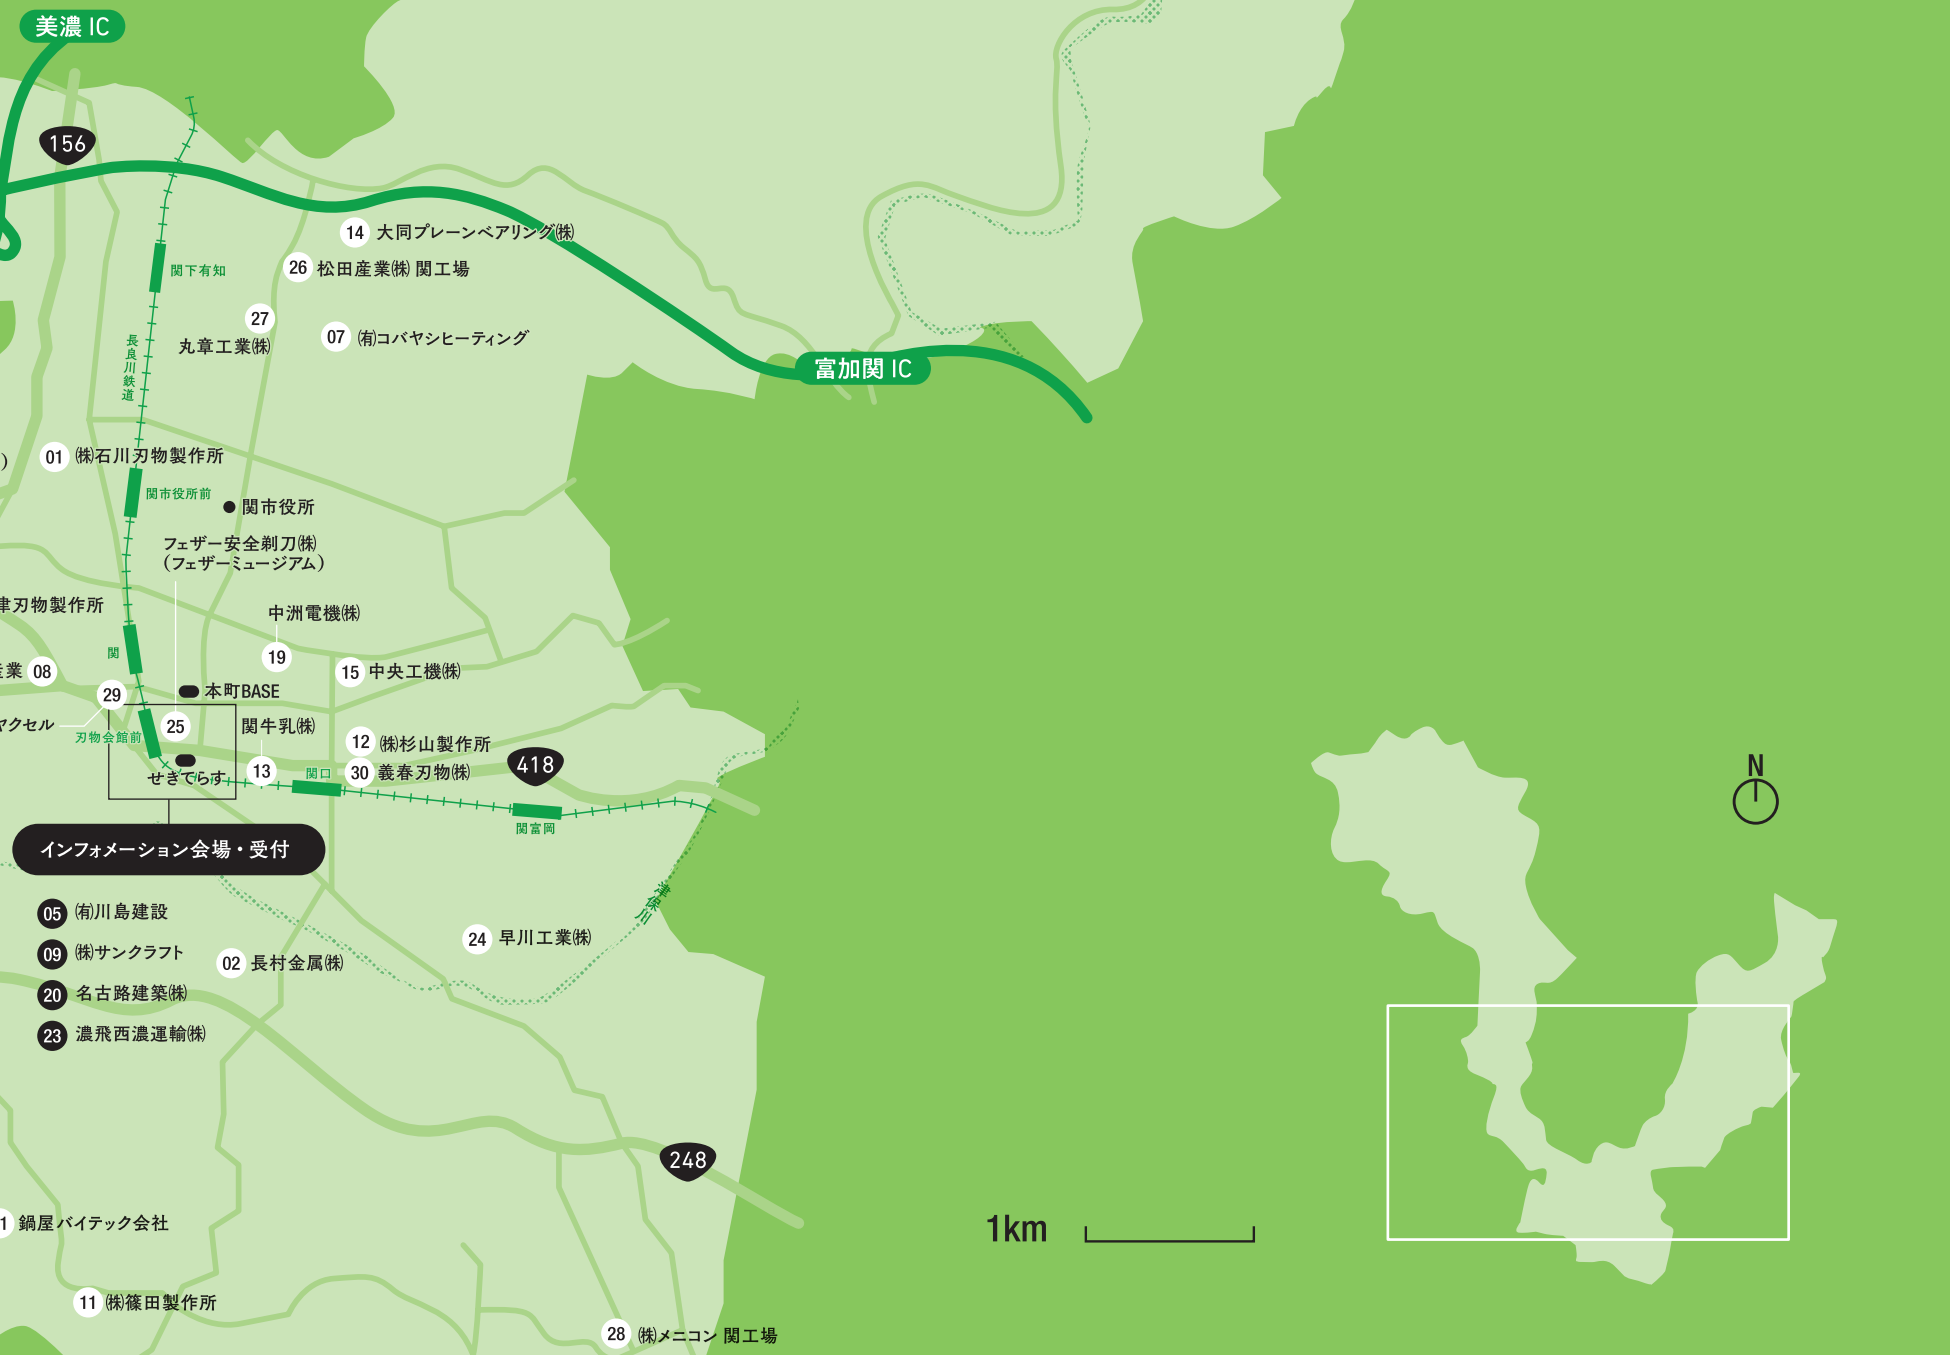 美濃 IC
156
14 大同プレーンベアリング㈱
26 松田産業㈱ 関工場
関下有知
27
丸章工業㈱
07 ㈲コバヤシヒーティング
長良川鉄道
富加関 IC
)
01 ㈱石川刃物製作所
関市役所前
関市役所
フェザー安全剃刀㈱
(フェザーミュージアム)
津刃物製作所
中洲電機㈱
関
19
業 08
15 中央工機㈱
29
本町BASE
ヤクセル
25
関牛乳㈱
刃物会館前
12 ㈱杉山製作所
せきてらす
13
関口
30 義春刃物㈱
418
関富岡
インフォメーション会場・受付
津保川
05 ㈲川島建設
09 ㈱サンクラフト
20 名古路建築㈱
23 濃飛西濃運輸㈱
24 早川工業㈱
02 長村金属㈱
248
1 鍋屋バイテック会社
11 ㈱篠田製作所
28 ㈱メニコン 関工場
N
1km